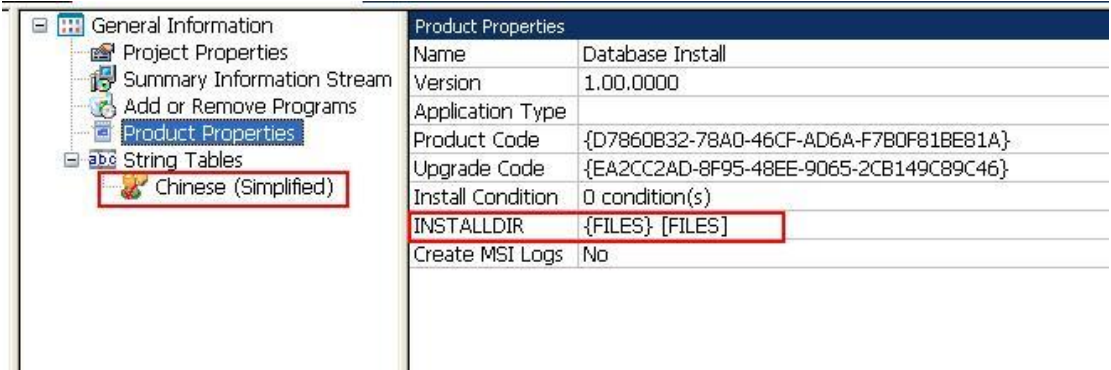 General Information
Project Properties
Summary Information Stream
Add or Remove Programs
Product Properties
abc String Tables
Chinese (Simplified)
Product Properties
Name Database Install
Version 1.00.0000
Application Type
Product Code {D7860B32-78A0-46CF-AD6A-F7B0F81BE81A}
Upgrade Code {EA2CC2AD-8F95-48EE-9065-2CB149C89C46}
Install Condition 0 condition(s)
INSTALLDIR {FILES} [FILES]
Create MSI Logs No